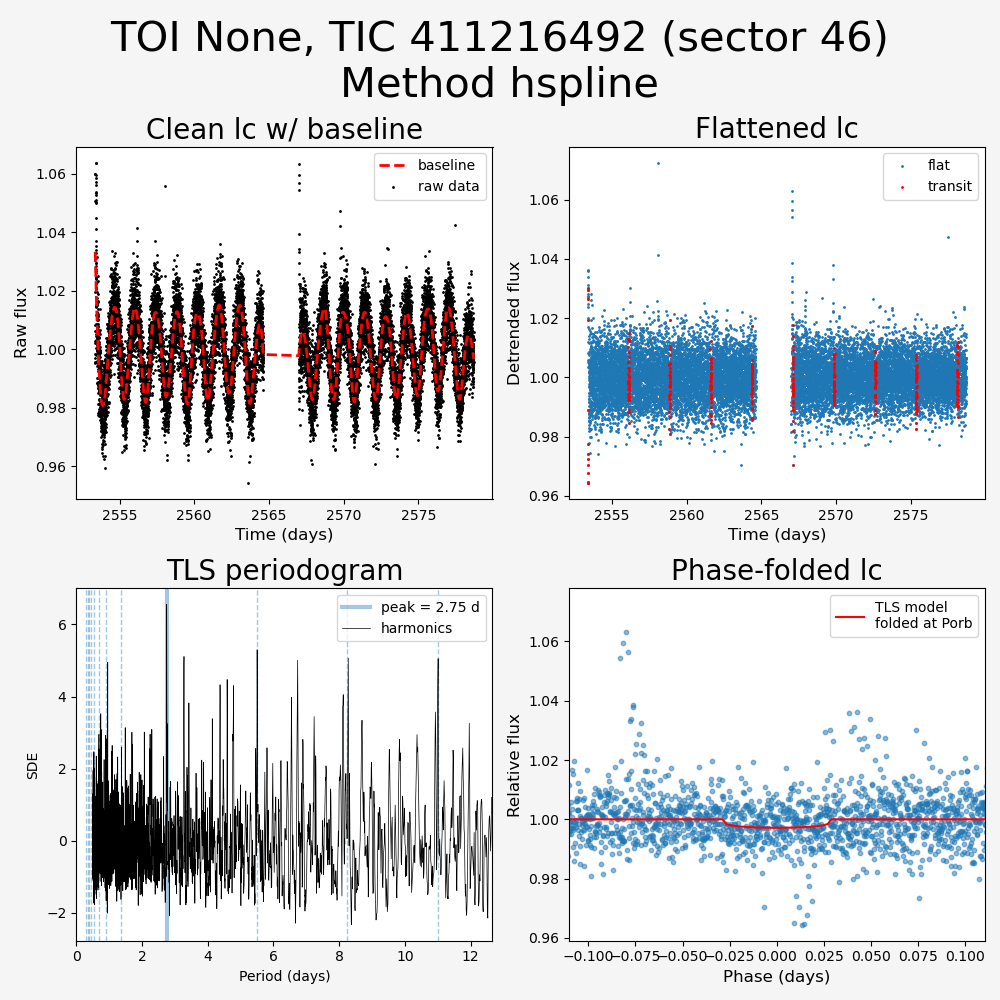 TOI None, TIC 411216492 (sector 46)
Method hspline
Clean lc w/ baseline
Flattened lc
baseline
raw data
flat
transit
Raw flux
1.06
1.04
1.02
1.00
0.98
0.96
2555
2560
2565
2570
2575
Time (days)
Detrended flux
1.06
1.04
1.02
1.00
0.98
0.96
2555
2560
2565
2570
2575
Time (days)
TLS periodogram
Phase-folded lc
peak = 2.75 d
harmonics
TLS model
folded at Porb
SDE
6
4
2
0
−2
0
2
4
6
8
10
12
Period (days)
Relative flux
1.06
1.04
1.02
1.00
0.98
0.96
−0.100
−0.075
−0.050
−0.025
0.000
0.025
0.050
0.075
0.100
Phase (days)